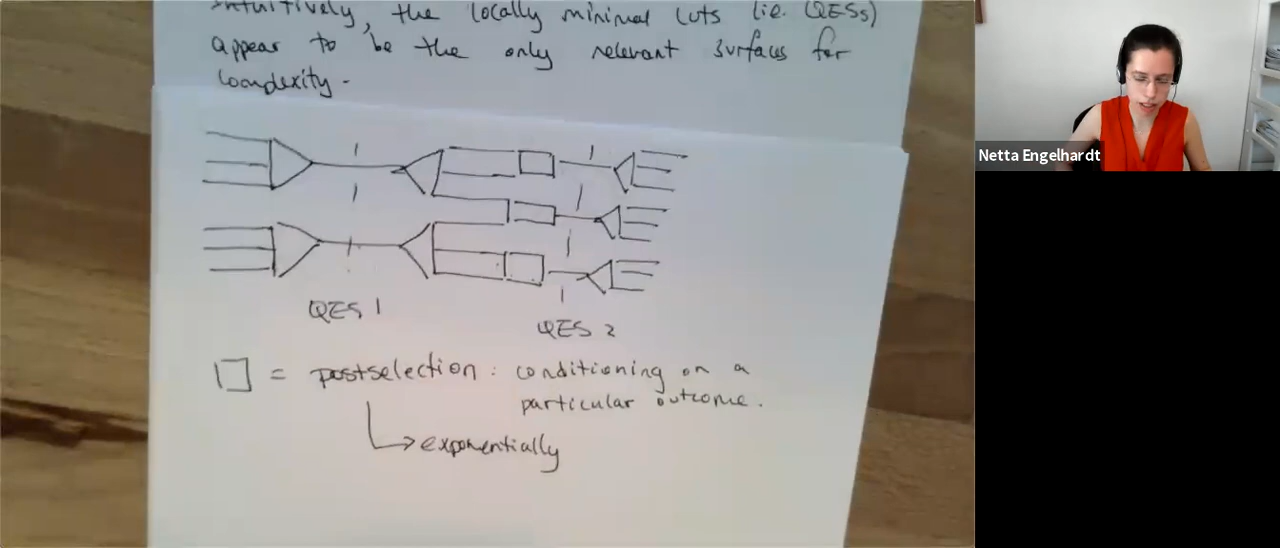 intuitively, the locally minimal cuts (i.e. QESs)
appear to be the only relevant surfaces for
complexity.
QES 1
QES 2
= postselection: conditioning on a
particular outcome.
exponentially
Netta Engelhardt